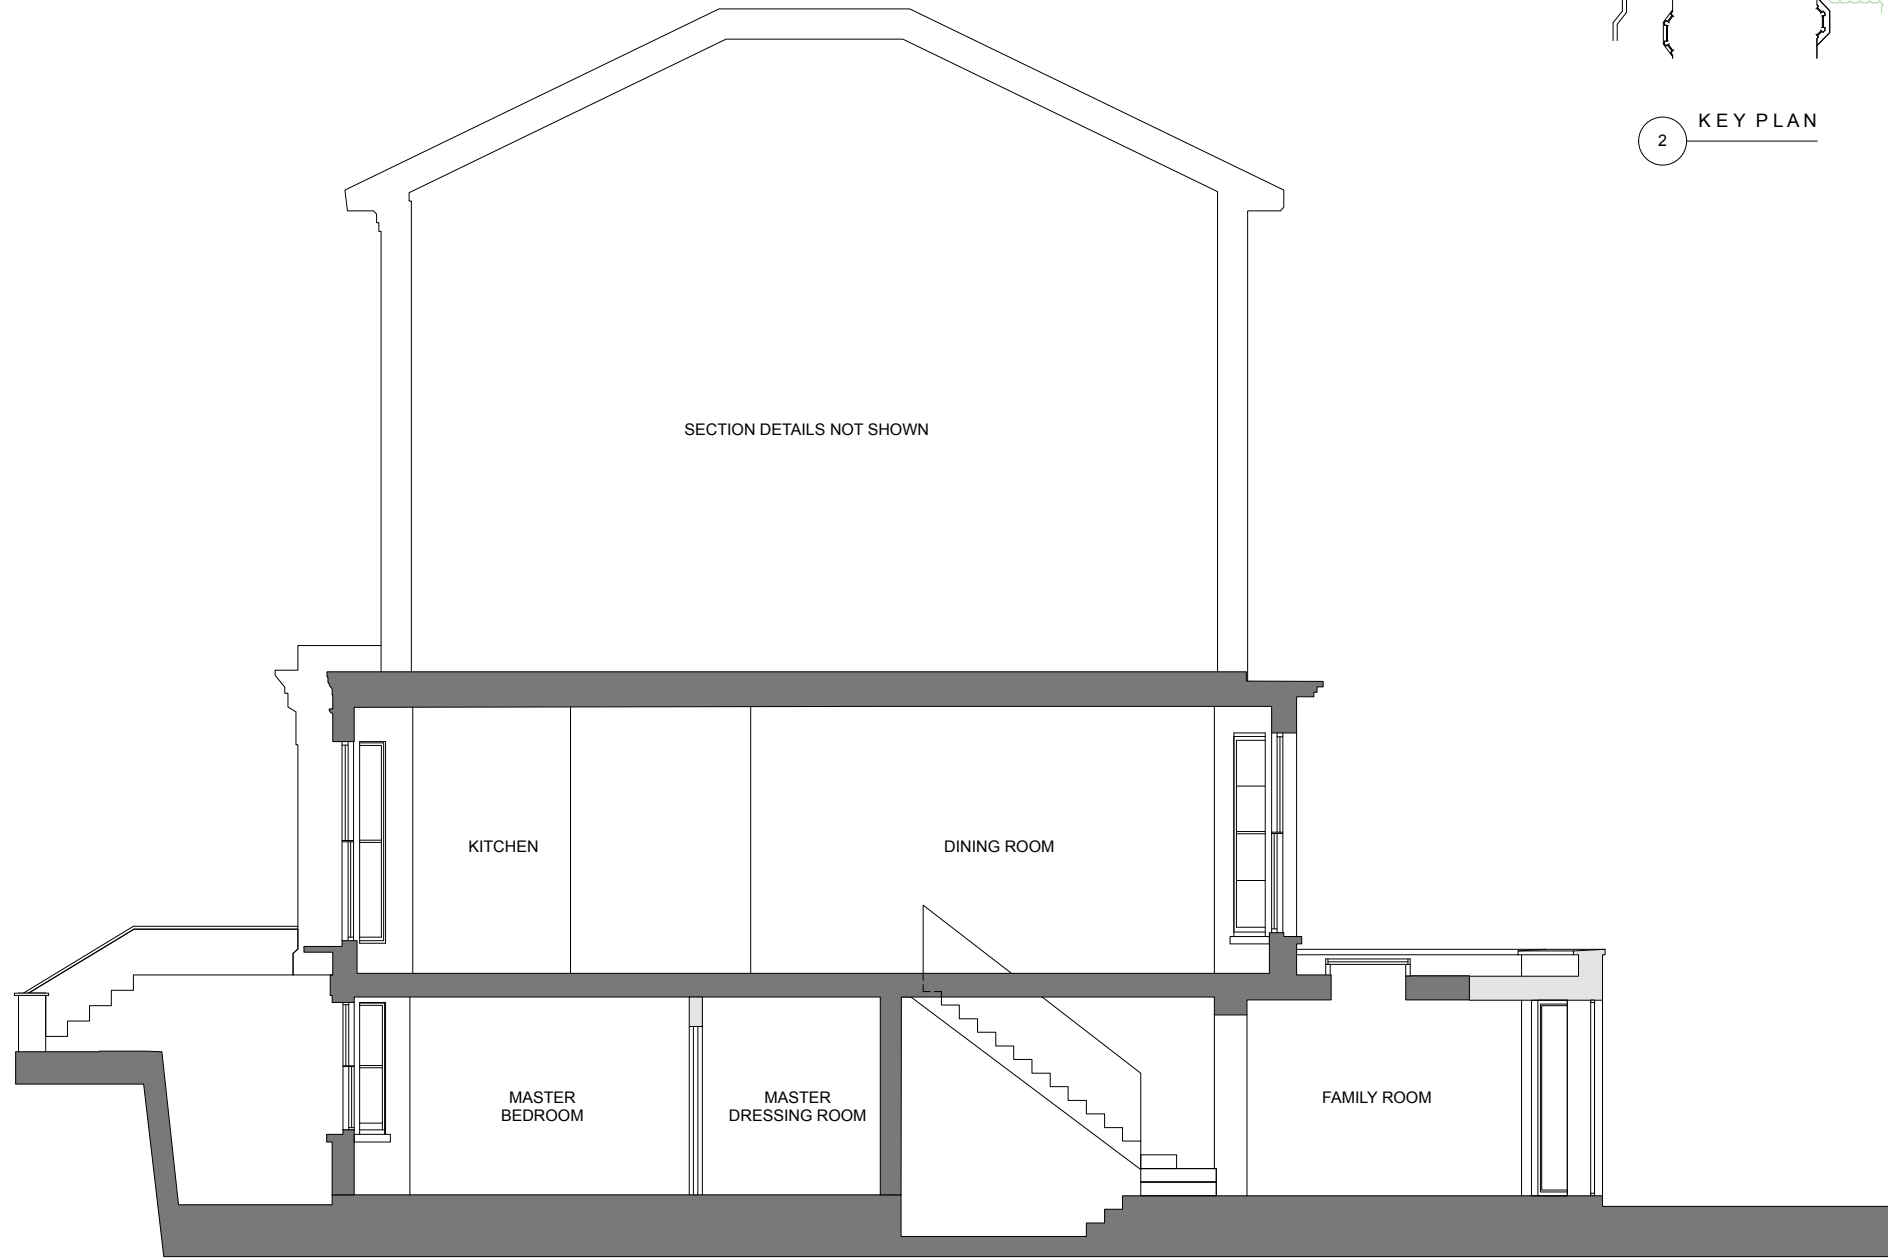 KEY PLAN
2
SECTION DETAILS NOT SHOWN
KITCHEN
DINING ROOM
MASTER
BEDROOM
MASTER
DRESSING ROOM
FAMILY ROOM